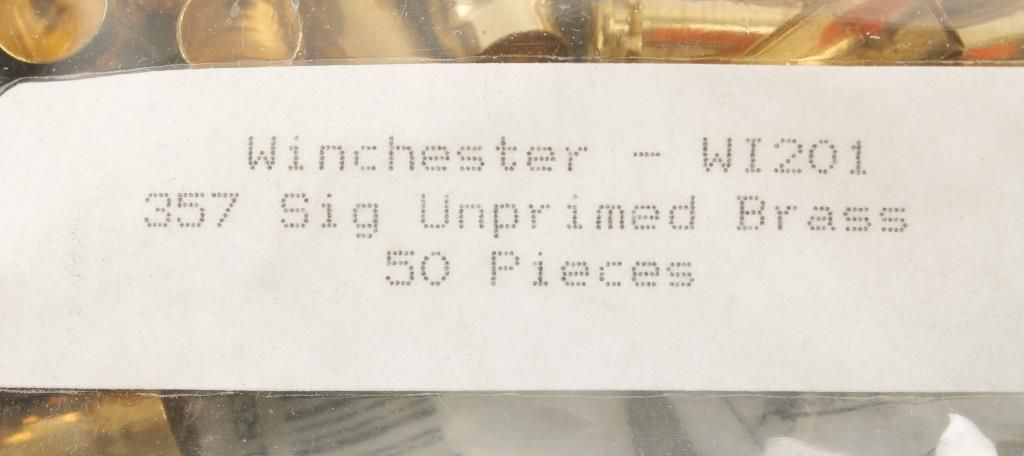 Winchester - WI201
357 Sig Unprimed Brass
50 Pieces